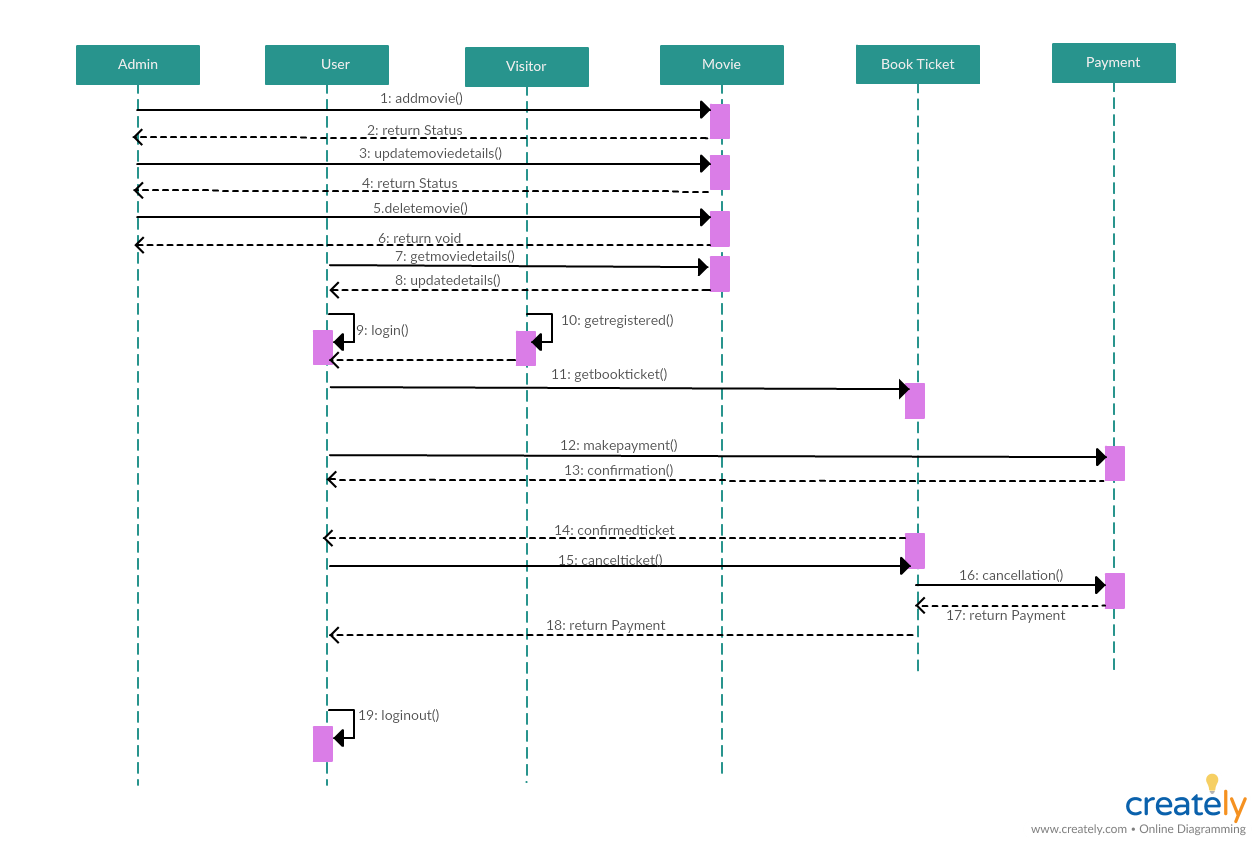 Admin
User
Visitor
Movie
Book Ticket
Payment
1: addmovie()
2: return Status
3: updatemoviedetails()
4: return Status
5.deletemovie()
6: return void
7: getmoviedetails()
8: updatedetails()
9: login()
10: getregistered()
11: getbookticket()
12: makepayment()
13: confirmation()
14: confirmedticket
15: cancelticket()
16: cancellation()
17: return Payment
18: return Payment
19: loginout()
creately
www.creately.com • Online Diagramming